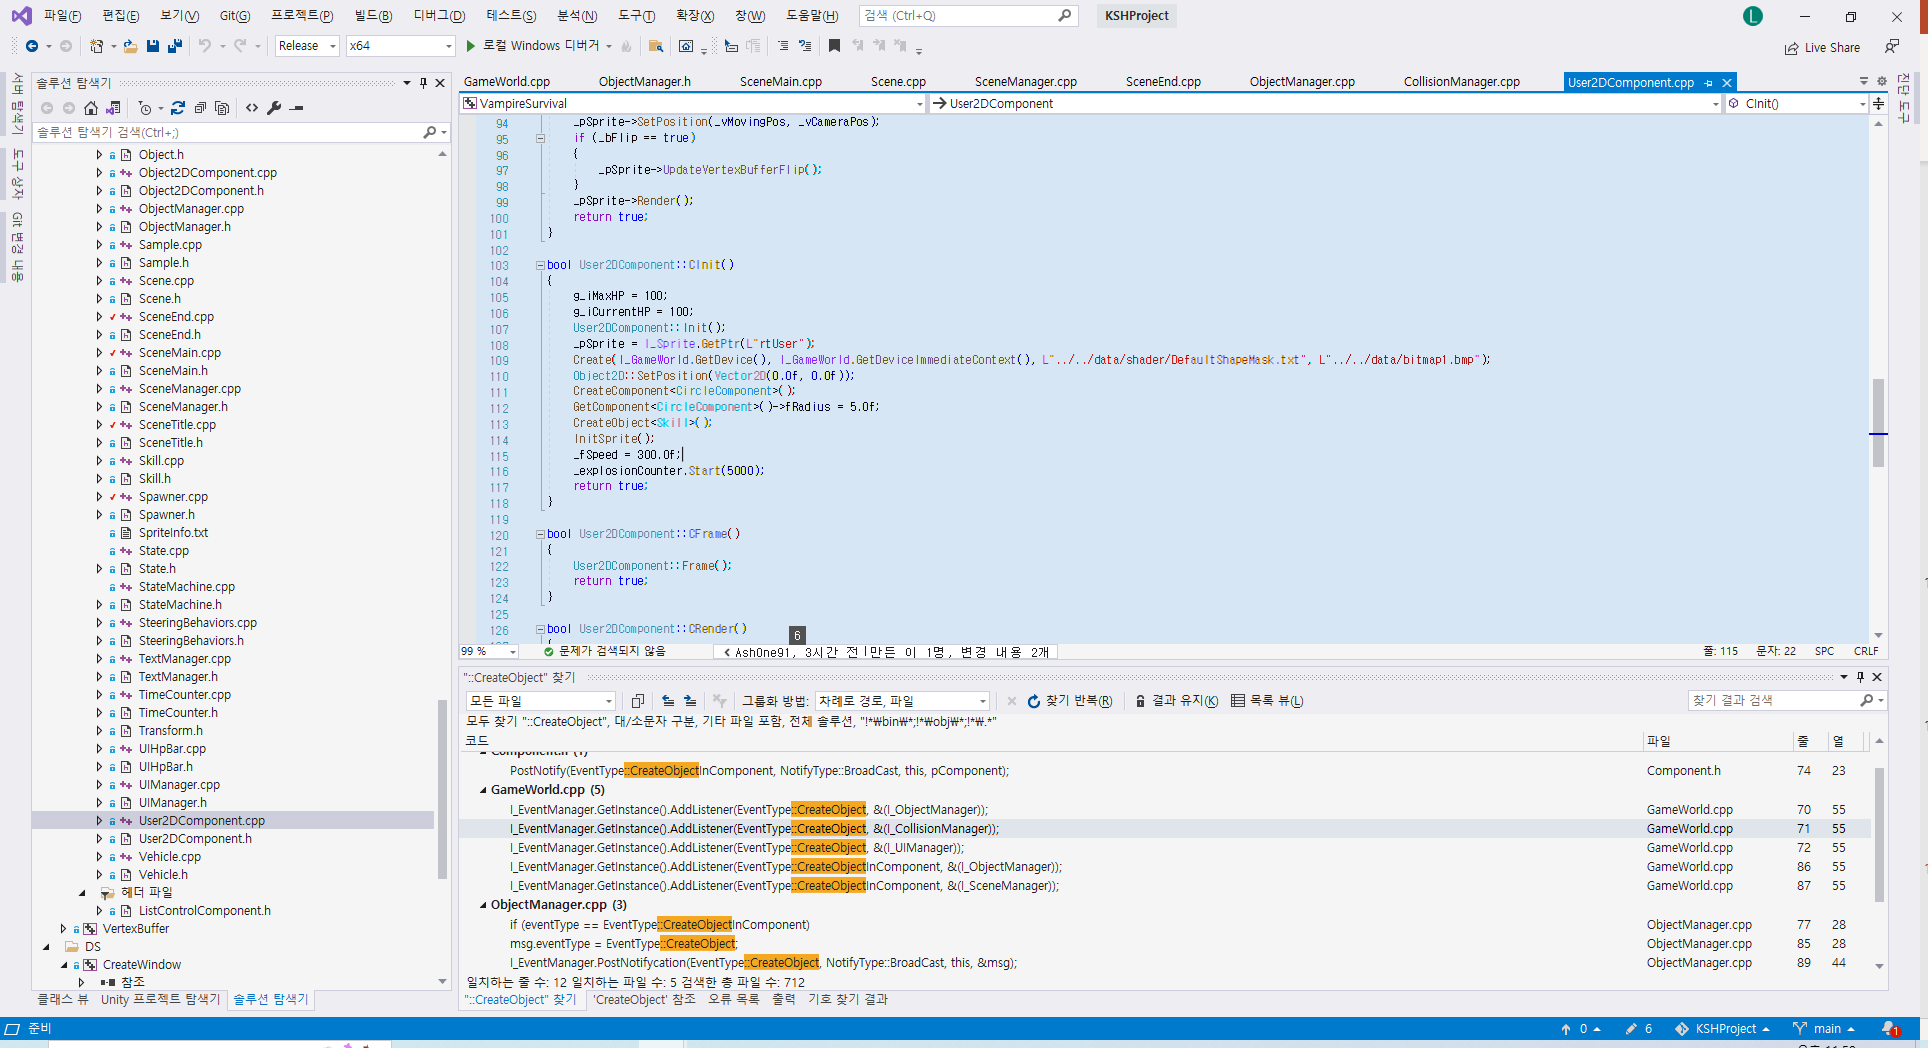 파일(F) 편집(E) 보기(V) Git(G) 프로젝트(P) 빌드(B) 디버그(D) 테스트(S) 분석(N) 도구(T) 확장(X) 창(W) 도움말(H) 검색 (Ctrl+Q) KSHProject L
Release x64 로컬 Windows 디버거 Live Share
서버 탐색기
도구 상자
Git 변경 내용
솔루션 탐색기
솔루션 탐색기 검색(Ctrl+;)
Object.h
Object2DComponent.cpp
Object2DComponent.h
ObjectManager.cpp
ObjectManager.h
Sample.cpp
Sample.h
Scene.cpp
Scene.h
SceneEnd.cpp
SceneEnd.h
SceneMain.cpp
SceneMain.h
SceneManager.cpp
SceneManager.h
SceneTitle.cpp
SceneTitle.h
Skill.cpp
Skill.h
Spawner.cpp
Spawner.h
SpriteInfo.txt
State.cpp
State.h
StateMachine.cpp
StateMachine.h
SteeringBehaviors.cpp
SteeringBehaviors.h
TextManager.cpp
TextManager.h
TimeCounter.cpp
TimeCounter.h
Transform.h
UIHpBar.cpp
UIHpBar.h
UIManager.cpp
UIManager.h
User2DComponent.cpp
User2DComponent.h
Vehicle.cpp
Vehicle.h
헤더 파일
ListControlComponent.h
VertexBuffer
DS
CreateWindow
참조
클래스 뷰 Unity 프로젝트 탐색기 솔루션 탐색기
GameWorld.cpp ObjectManager.h SceneMain.cpp Scene.cpp SceneManager.cpp SceneEnd.cpp ObjectManager.cpp CollisionManager.cpp User2DComponent.cpp
VampireSurvival User2DComponent CInit()
진단 도구
94 _pSprite->SetPosition(_vMovingPos, _vCameraPos);
95 if (_bFlip == true)
96 {
97 _pSprite->UpdateVertexBufferFlip();
98 }
99 _pSprite->Render();
100 return true;
101 }
102
103 bool User2DComponent::CInit()
104 {
105 g_iMaxHP = 100;
106 g_iCurrentHP = 100;
107 User2DComponent::Init();
108 _pSprite = I_Sprite.GetPtr(L"rtUser");
109 Create(I_GameWorld.GetDevice(), I_GameWorld.GetDeviceImmediateContext(), L"../../data/shader/DefaultShapeMask.txt", L"../../data/bitmap1.bmp");
110 Object2D::SetPosition(Vector2D(0.0f, 0.0f));
111 CreateComponent<CircleComponent>();
112 GetComponent<CircleComponent>()->fRadius = 5.0f;
113 CreateObject<Skill>();
114 InitSprite();
115 _fSpeed = 300.0f;
116 _explosionCounter.Start(5000);
117 return true;
118 }
119
120 bool User2DComponent::CFrame()
121 {
122 User2DComponent::Frame();
123 return true;
124 }
125
126 bool User2DComponent::CRender()
6
99 % 문제가 검색되지 않음 AshOne91, 3시간 전|만든 이 1명, 변경 내용 2개 줄: 115 문자: 22 SPC CRLF
"::CreateObject" 찾기
모든 파일 그룹화 방법: 차례로 경로, 파일 찾기 반복(R) 결과 유지(K) 목록 뷰(L) 찾기 결과 검색
모두 찾기 "::CreateObject", 대/소문자 구분, 기타 파일 포함, 전체 솔루션, "!*₩bin₩*;!*₩obj₩*;!*₩.*"
코드 파일 줄 열
Component.h (1)
PostNotify(EventType::CreateObjectInComponent, NotifyType::BroadCast, this, pComponent); Component.h 74 23
GameWorld.cpp (5)
I_EventManager.GetInstance().AddListener(EventType::CreateObject, &(I_ObjectManager)); GameWorld.cpp 70 55
I_EventManager.GetInstance().AddListener(EventType::CreateObject, &(I_CollisionManager)); GameWorld.cpp 71 55
I_EventManager.GetInstance().AddListener(EventType::CreateObject, &(I_UIManager)); GameWorld.cpp 72 55
I_EventManager.GetInstance().AddListener(EventType::CreateObjectInComponent, &(I_ObjectManager)); GameWorld.cpp 86 55
I_EventManager.GetInstance().AddListener(EventType::CreateObjectInComponent, &(I_SceneManager)); GameWorld.cpp 87 55
ObjectManager.cpp (3)
if (eventType == EventType::CreateObjectInComponent) ObjectManager.cpp 77 28
msg.eventType = EventType::CreateObject; ObjectManager.cpp 85 28
I_EventManager.PostNotifycation(EventType::CreateObject, NotifyType::BroadCast, this, &msg); ObjectManager.cpp 89 44
일치하는 줄 수: 12 일치하는 파일 수: 5 검색한 총 파일 수: 712
"::CreateObject" 찾기 'CreateObject' 참조 오류 목록 출력 기호 찾기 결과
준비 0 6 KSHProject main 1